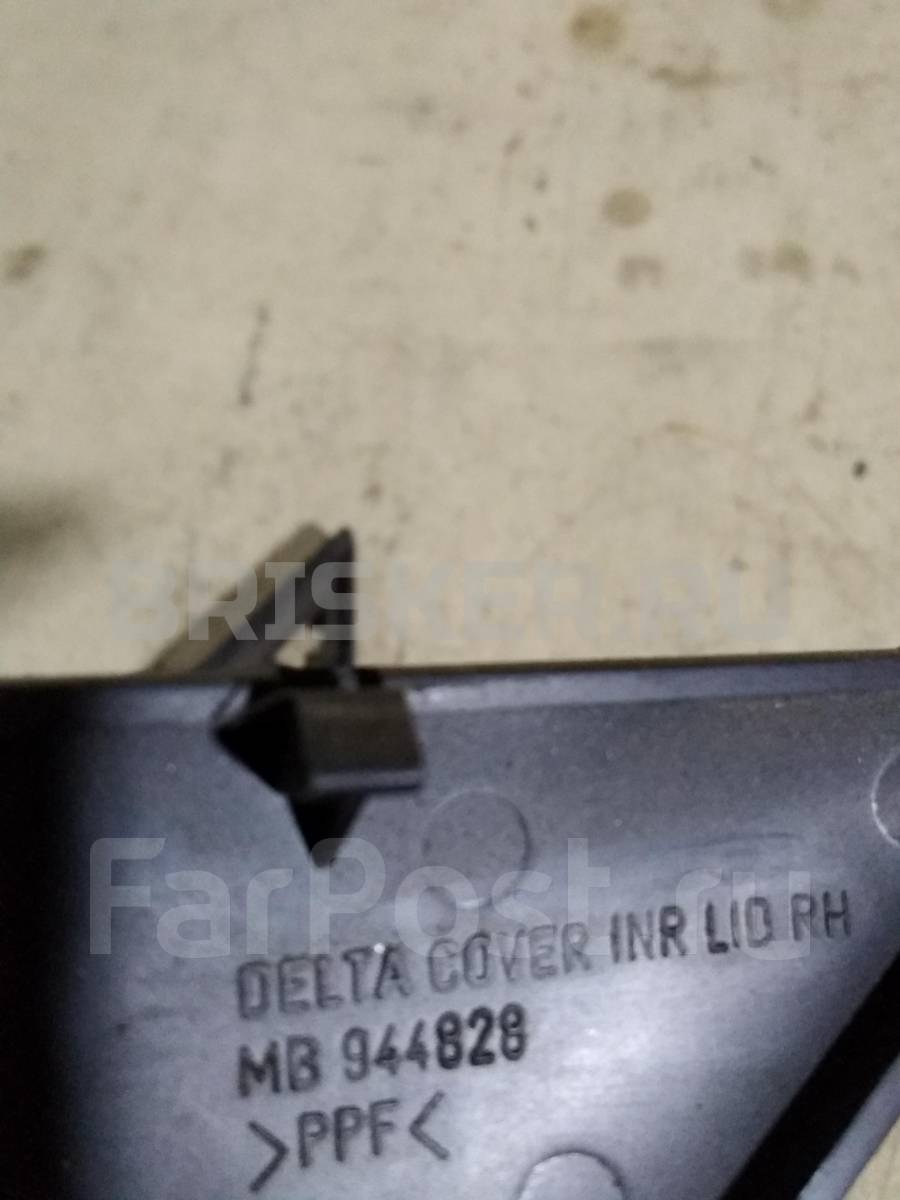 BRISKER.RU
FarPost.ru
DELTA COVER INR LID RH
MB 944828
>PPF<